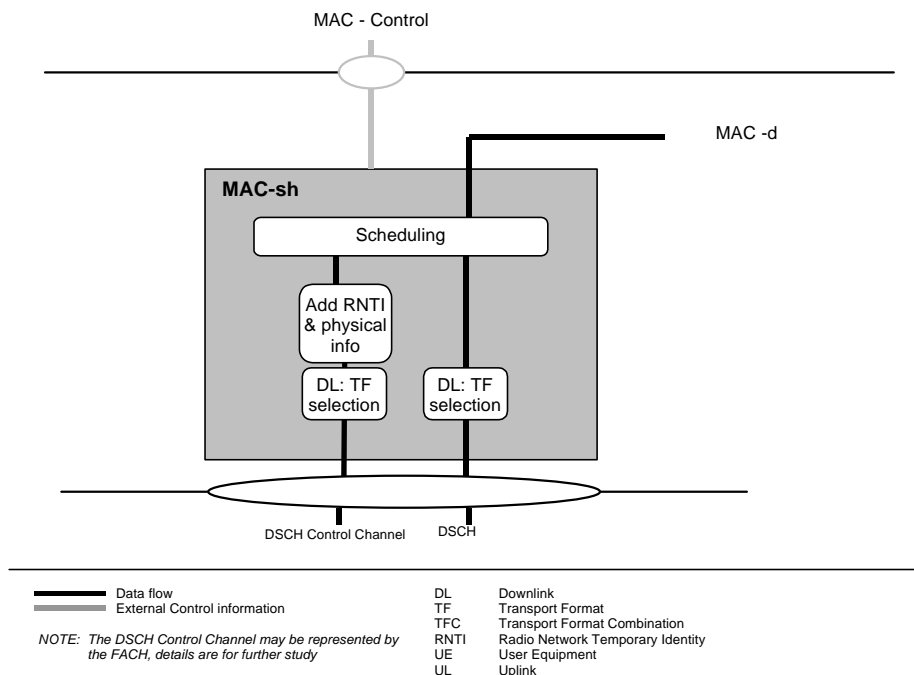 MAC - Control
MAC -d
MAC-sh
Scheduling
Add RNTI
& physical
info
DL: TF
selection
DL: TF
selection
DSCH Control Channel
DSCH
Data flow
External Control information
NOTE: The DSCH Control Channel may be represented by
the FACH, details are for further study
DL Downlink
TF Transport Format
TFC Transport Format Combination
RNTI Radio Network Temporary Identity
UE User Equipment
UL Uplink